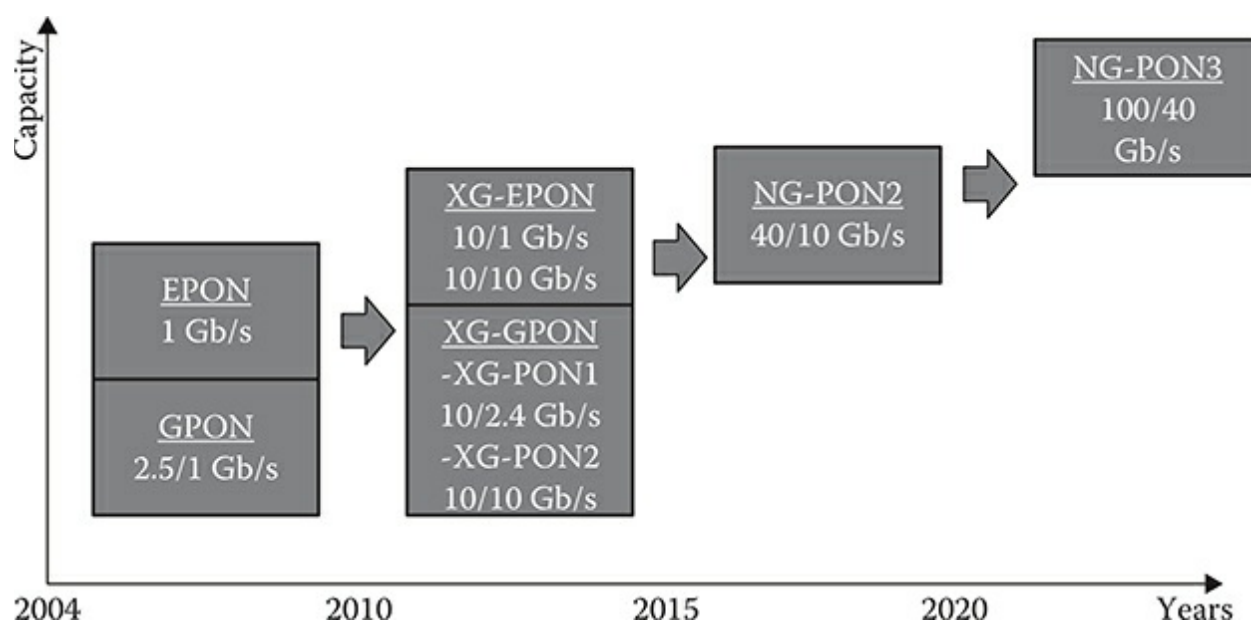 Capacity
EPON
1 Gb/s
GPON
2.5/1 Gb/s
XG-EPON
10/1 Gb/s
10/10 Gb/s
XG-GPON
-XG-PON1
10/2.4 Gb/s
-XG-PON2
10/10 Gb/s
NG-PON2
40/10 Gb/s
NG-PON3
100/40
Gb/s
2004 2010 2015 2020 Years